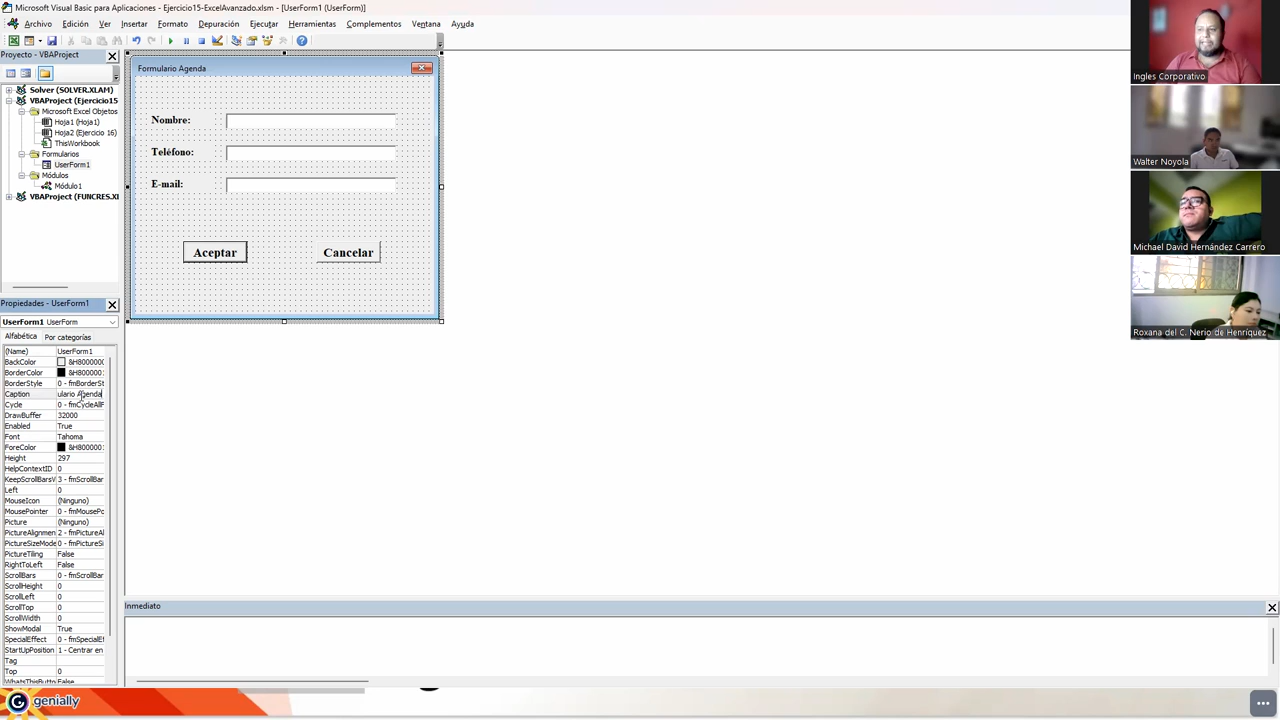 Microsoft Visual Basic para Aplicaciones - Ejercicio15-ExcelAvanzado.xlsm - [UserForm1 (UserForm)]
Archivo Edición Ver Insertar Formato Depuración Ejecutar Herramientas Complementos Ventana Ayuda
Proyecto - VBAProject
Solver (SOLVER.XLAM)
VBAProject (Ejercicio15
Microsoft Excel Objetos
Hoja1 (Hoja1)
Hoja2 (Ejercicio 16)
ThisWorkbook
Formularios
UserForm1
Módulos
Módulo1
VBAProject (FUNCRES.XL
Formulario Agenda
Nombre:
Teléfono:
E-mail:
Aceptar Cancelar
Propiedades - UserForm1
UserForm1 UserForm
Alfabética Por categorías
(Name) UserForm1
BackColor &H8000000
BorderColor &H8000001
BorderStyle 0 - fmBorderSt
Caption ulario Agenda
Cycle 0 - fmCycleAllF
DrawBuffer 32000
Enabled True
Font Tahoma
ForeColor &H8000001
Height 297
HelpContextID 0
KeepScrollBarsV 3 - fmScrollBar
Left 0
MouseIcon (Ninguno)
MousePointer 0 - fmMousePo
Picture (Ninguno)
PictureAlignmen 2 - fmPictureAl
PictureSizeMode 0 - fmPictureSi
PictureTiling False
RightToLeft False
ScrollBars 0 - fmScrollBar
ScrollHeight 0
ScrollLeft 0
ScrollTop 0
ScrollWidth 0
ShowModal True
SpecialEffect 0 - fmSpecialEf
StartUpPosition 1 - Centrar en
Tag
Top 0
WhatsThisButto False
Inmediato
Ingles Corporativo
Walter Noyola
Michael David Hernández Carrero
Roxana del C. Nerio de Henríquez
genially